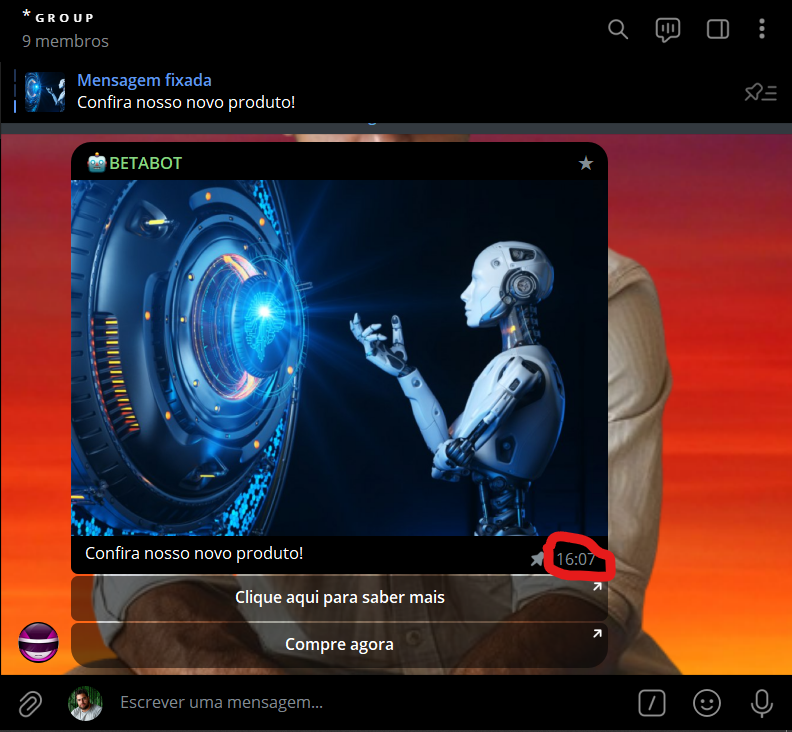 * GROUP
9 membros
Mensagem fixada
Confira nosso novo produto!
🤖BETABOT
Confira nosso novo produto!
16:07
Clique aqui para saber mais
Compre agora
Escrever uma mensagem...